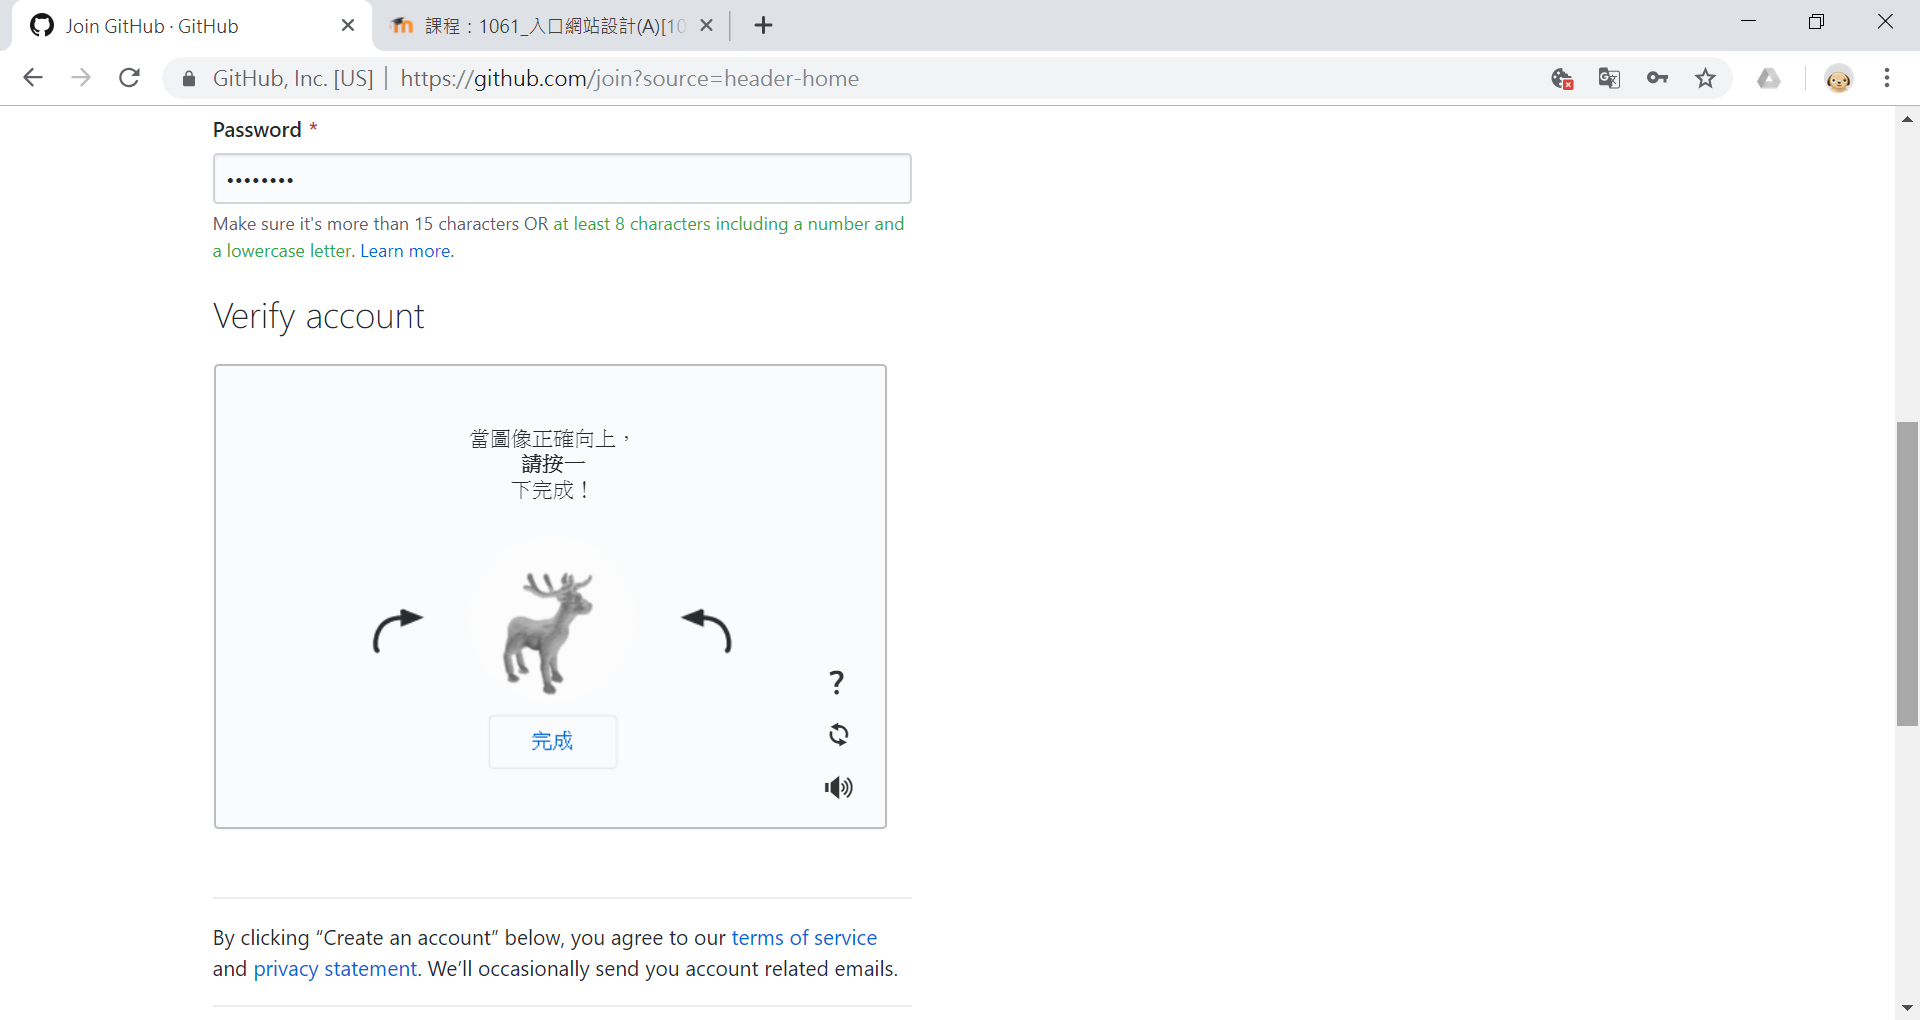 Join GitHub · GitHub
課程：1061_入口網站設計(A)[10
GitHub, Inc. [US] | https://github.com/join?source=header-home
Password *
••••••••
Make sure it's more than 15 characters OR at least 8 characters including a number and
a lowercase letter. Learn more.
Verify account
當圖像正確向上，
請按一
下完成！
?
完成
By clicking “Create an account” below, you agree to our terms of service
and privacy statement. We’ll occasionally send you account related emails.